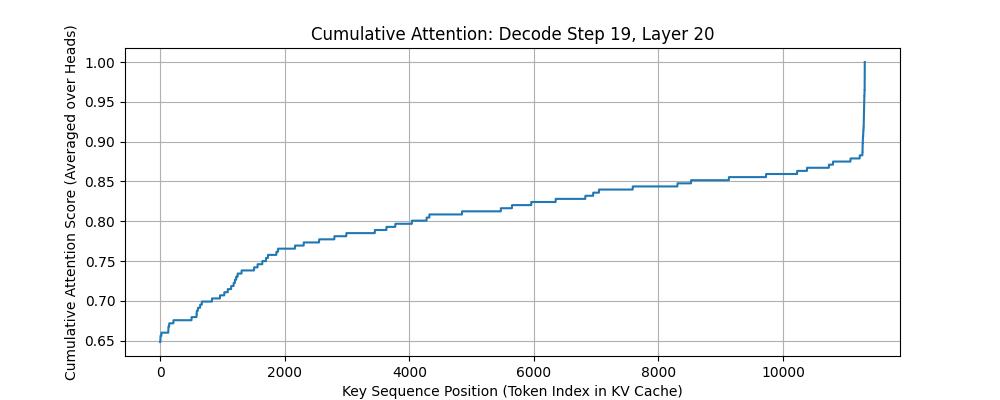 Cumulative Attention: Decode Step 19, Layer 20
Cumulative Attention Score (Averaged over Heads)
1.00
0.95
0.90
0.85
0.80
0.75
0.70
0.65
0 2000 4000 6000 8000 10000
Key Sequence Position (Token Index in KV Cache)